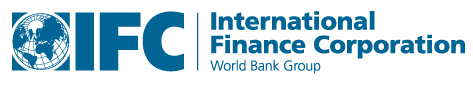 IFC
International
Finance Corporation
World Bank Group